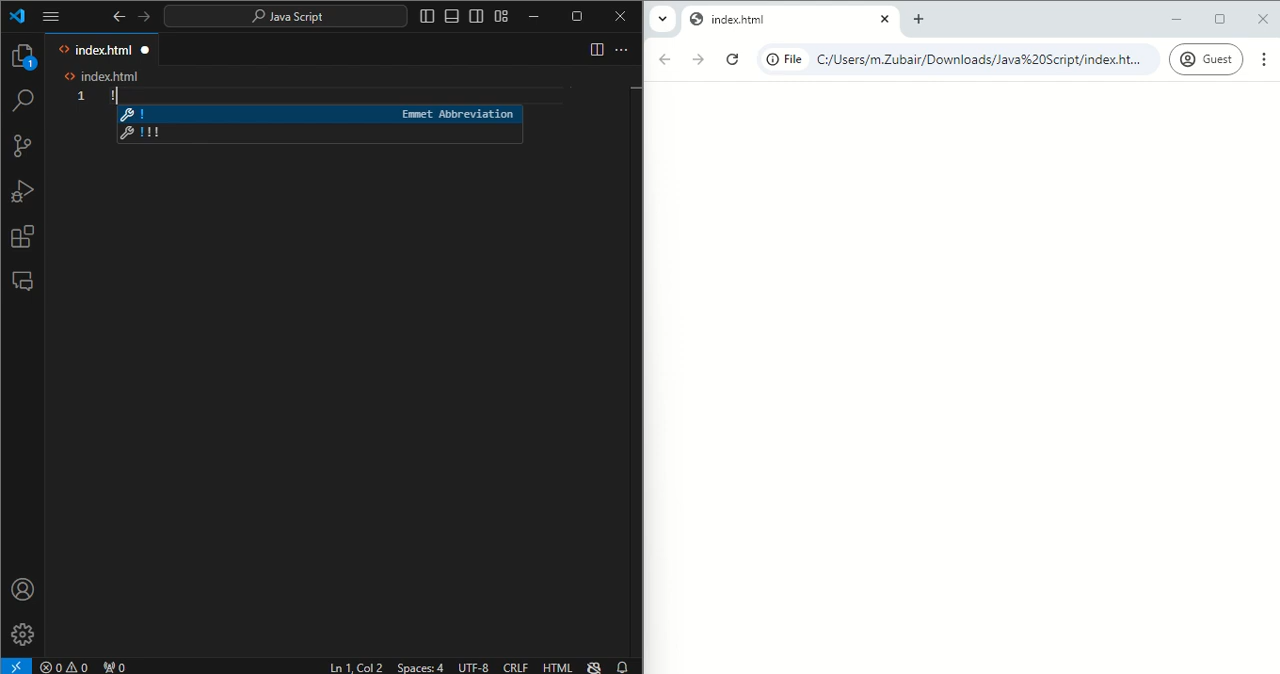 Java Script
index.html
index.html
1 !
! Emmet Abbreviation
!!!
1
0 0 0
Ln 1, Col 2 Spaces: 4 UTF-8 CRLF HTML
index.html
File C:/Users/m.Zubair/Downloads/Java%20Script/index.ht... Guest